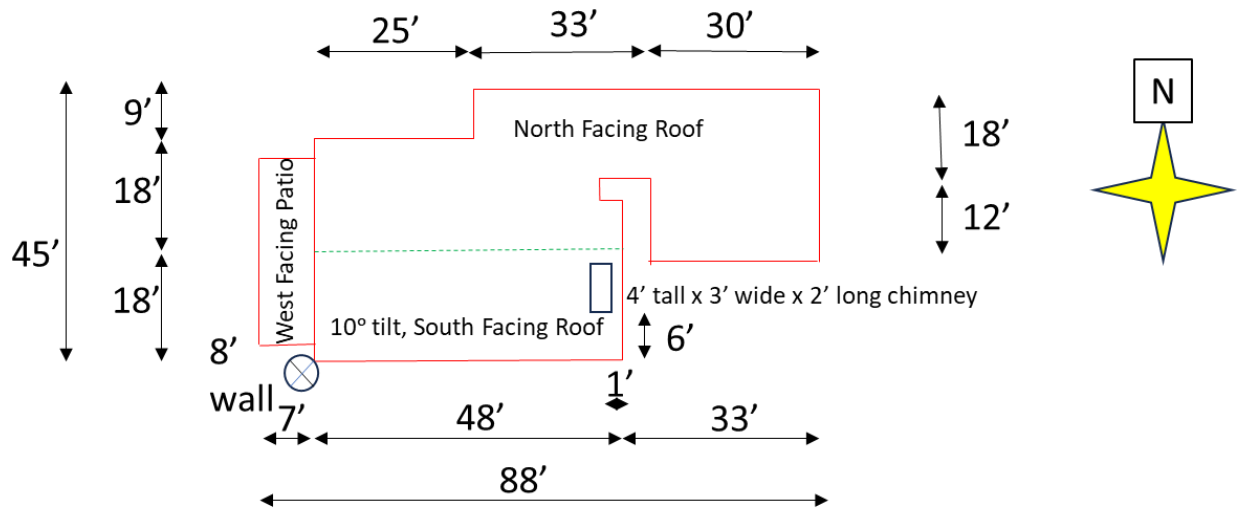 25’ 33’ 30’
N
9’
North Facing Roof
18’
18’
West Facing Patio
12’
45’
18’
4’ tall x 3’ wide x 2’ long chimney
10° tilt, South Facing Roof
6’
8’
wall
1’
7’ 48’ 33’
88’